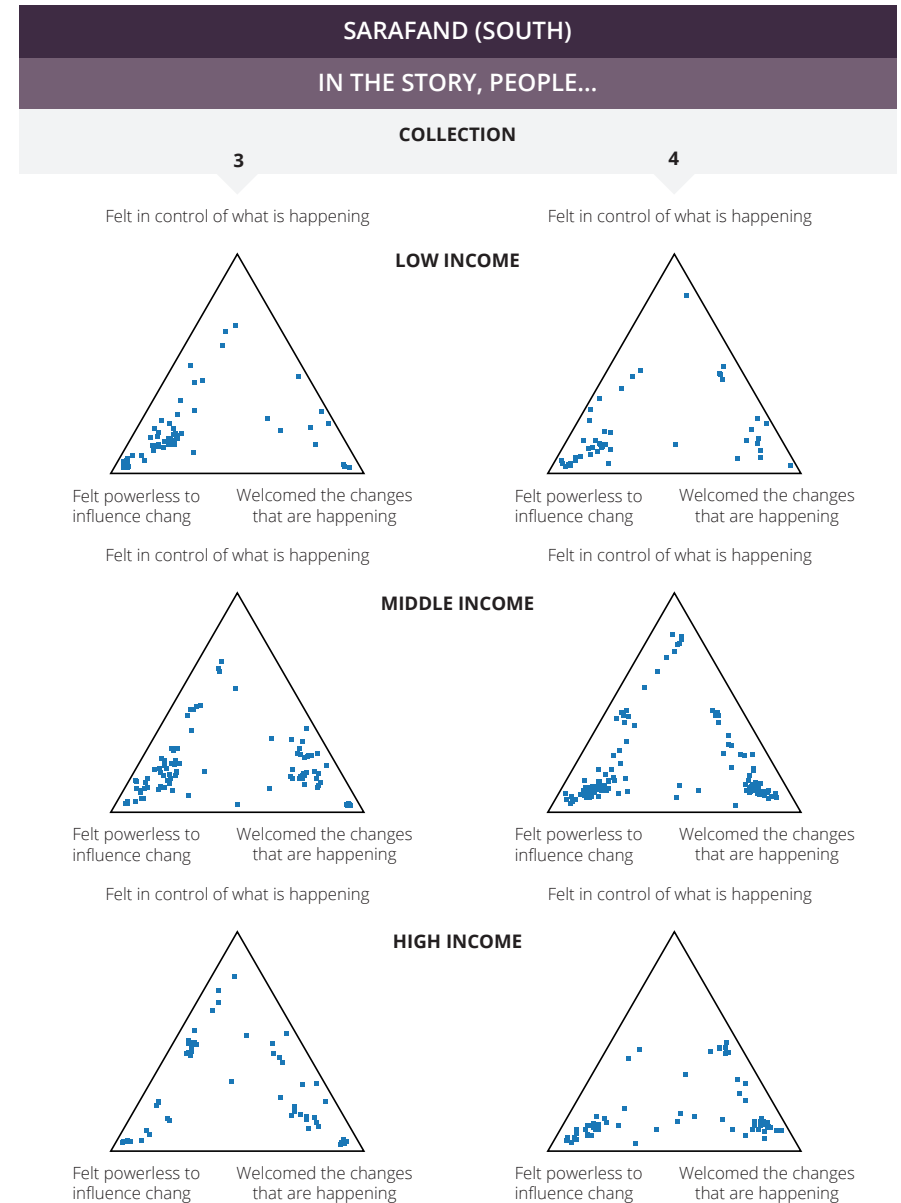 SARAFAND (SOUTH)
IN THE STORY, PEOPLE...
COLLECTION
3
4
Felt in control of what is happening
Felt in control of what is happening
LOW INCOME
Felt powerless to
influence chang
Welcomed the changes
that are happening
Felt powerless to
influence chang
Welcomed the changes
that are happening
Felt in control of what is happening
Felt in control of what is happening
MIDDLE INCOME
Felt powerless to
influence chang
Welcomed the changes
that are happening
Felt powerless to
influence chang
Welcomed the changes
that are happening
Felt in control of what is happening
Felt in control of what is happening
HIGH INCOME
Felt powerless to
influence chang
Welcomed the changes
that are happening
Felt powerless to
influence chang
Welcomed the changes
that are happening